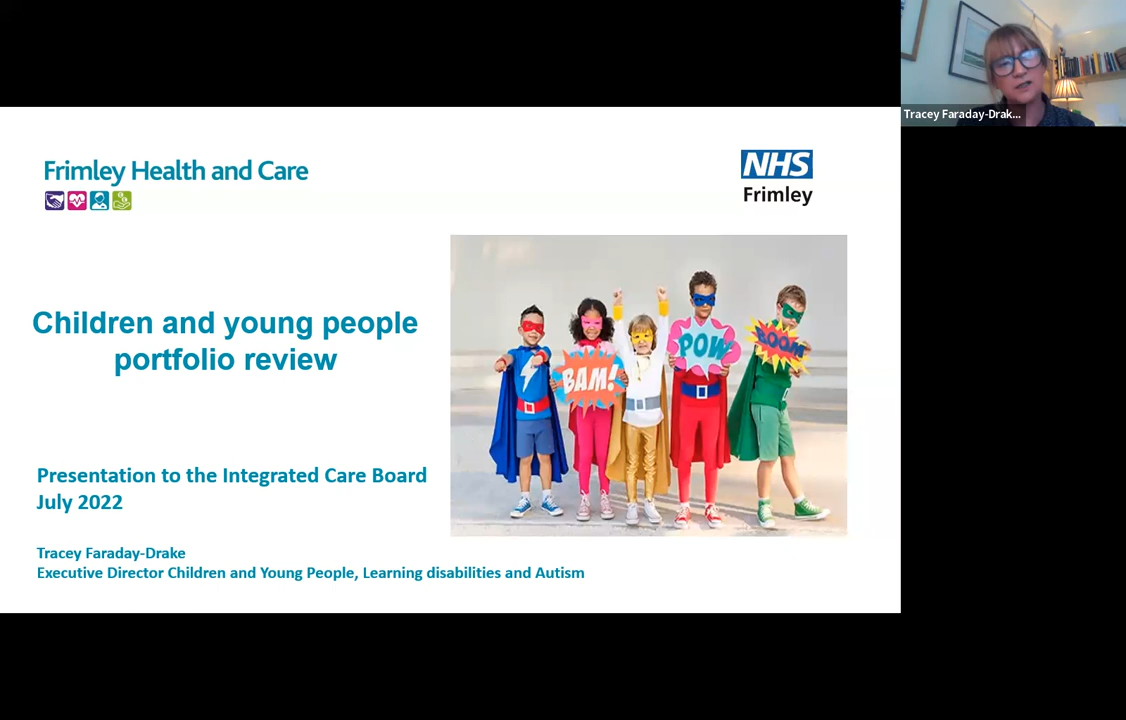 Tracey Faraday-Drak...
Frimley Health and Care
NHS
Frimley
Children and young people
portfolio review
BAM!
POW
BOOM
Presentation to the Integrated Care Board
July 2022
Tracey Faraday-Drake
Executive Director Children and Young People, Learning disabilities and Autism